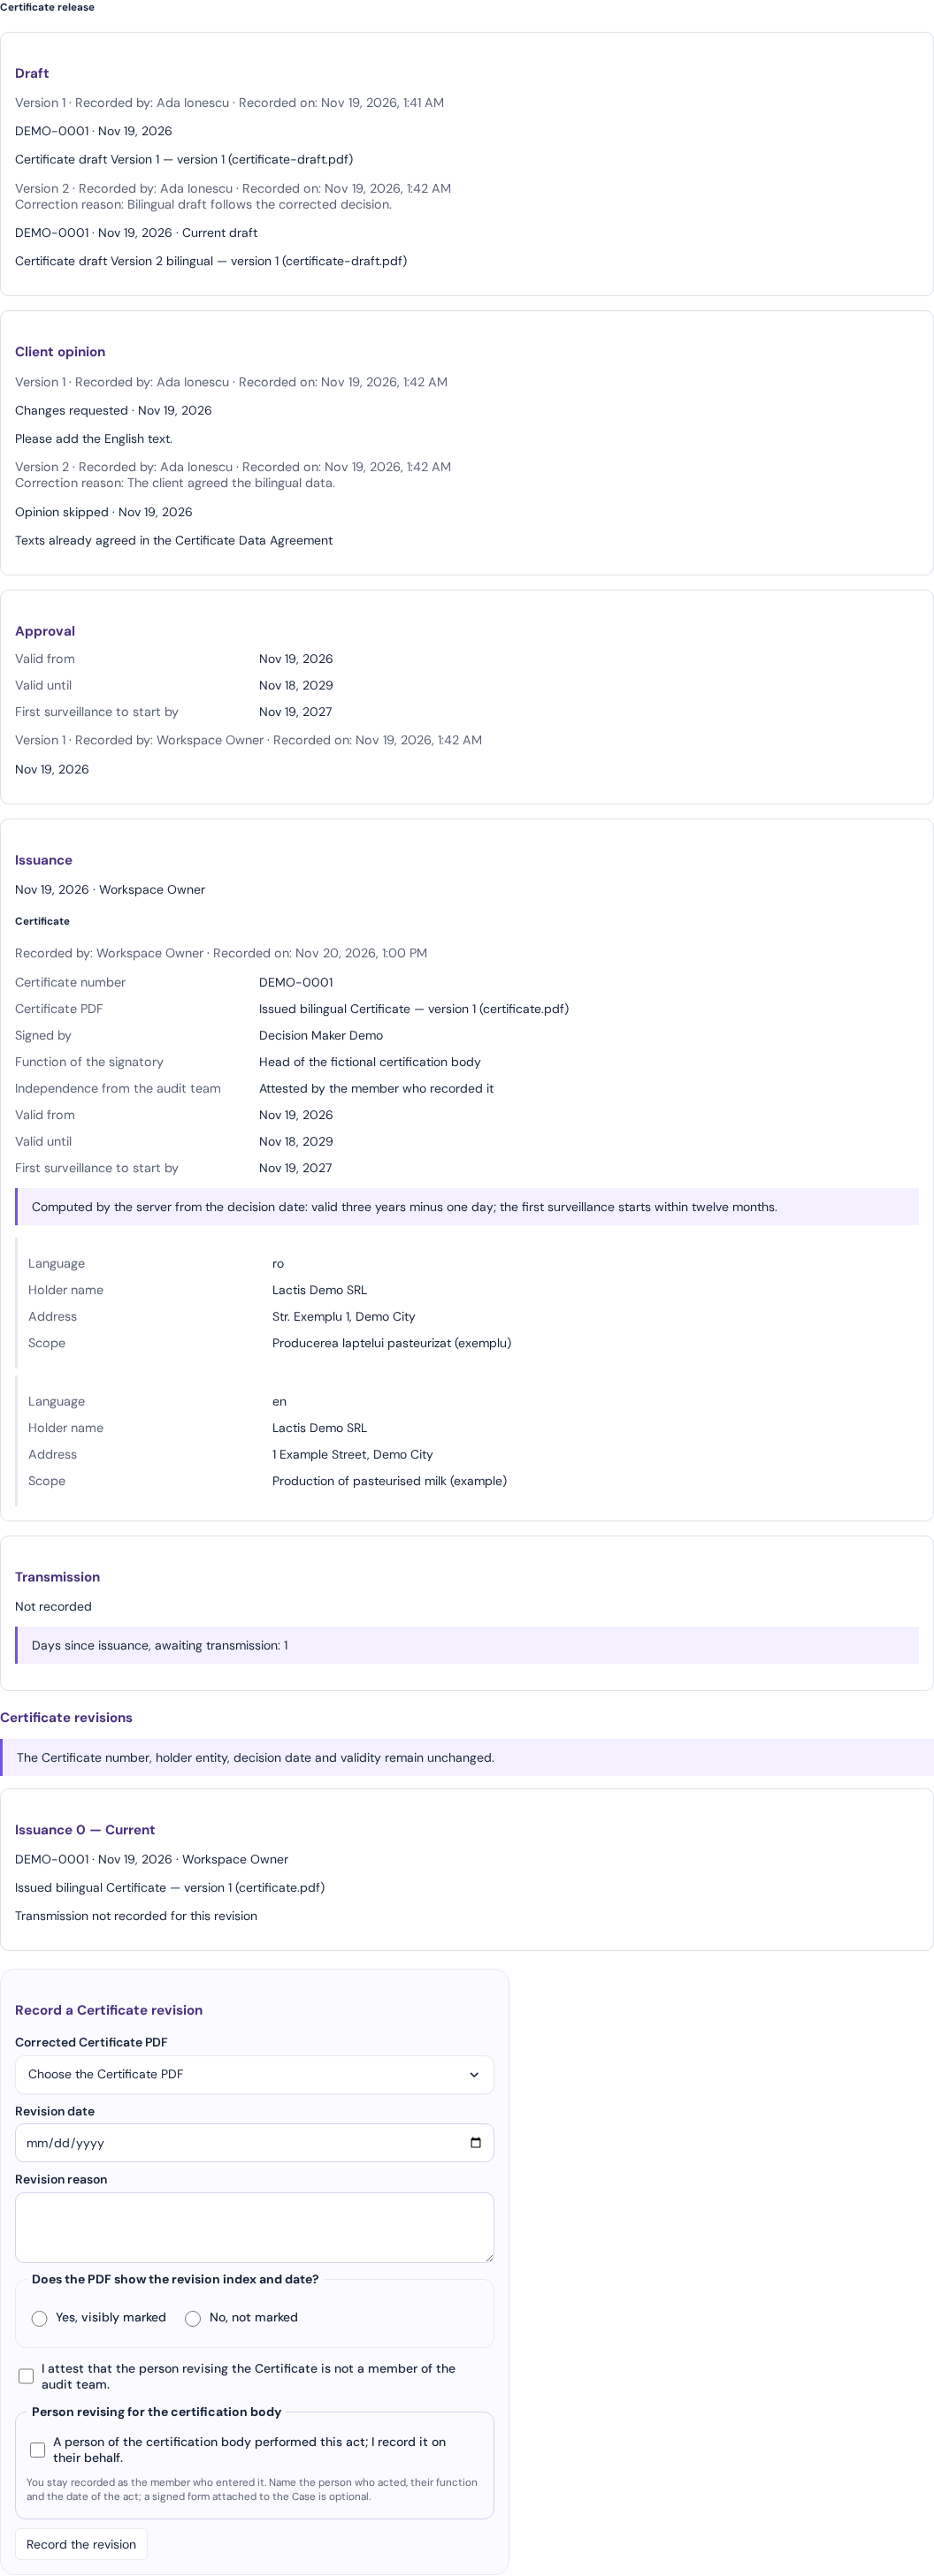 Certificate release
Draft
Version 1 · Recorded by: Ada Ionescu · Recorded on: Nov 19, 2026, 1:41 AM
DEMO-0001 · Nov 19, 2026
Certificate draft Version 1 — version 1 (certificate-draft.pdf)
Version 2 · Recorded by: Ada Ionescu · Recorded on: Nov 19, 2026, 1:42 AM
Correction reason: Bilingual draft follows the corrected decision.
DEMO-0001 · Nov 19, 2026 · Current draft
Certificate draft Version 2 bilingual — version 1 (certificate-draft.pdf)
Client opinion
Version 1 · Recorded by: Ada Ionescu · Recorded on: Nov 19, 2026, 1:42 AM
Changes requested · Nov 19, 2026
Please add the English text.
Version 2 · Recorded by: Ada Ionescu · Recorded on: Nov 19, 2026, 1:42 AM
Correction reason: The client agreed the bilingual data.
Opinion skipped · Nov 19, 2026
Texts already agreed in the Certificate Data Agreement
Approval
Valid from Nov 19, 2026
Valid until Nov 18, 2029
First surveillance to start by Nov 19, 2027
Version 1 · Recorded by: Workspace Owner · Recorded on: Nov 19, 2026, 1:42 AM
Nov 19, 2026
Issuance
Nov 19, 2026 · Workspace Owner
Certificate
Recorded by: Workspace Owner · Recorded on: Nov 20, 2026, 1:00 PM
Certificate number DEMO-0001
Certificate PDF Issued bilingual Certificate — version 1 (certificate.pdf)
Signed by Decision Maker Demo
Function of the signatory Head of the fictional certification body
Independence from the audit team Attested by the member who recorded it
Valid from Nov 19, 2026
Valid until Nov 18, 2029
First surveillance to start by Nov 19, 2027
Computed by the server from the decision date: valid three years minus one day; the first surveillance starts within twelve months.
Language ro
Holder name Lactis Demo SRL
Address Str. Exemplu 1, Demo City
Scope Producerea laptelui pasteurizat (exemplu)
Language en
Holder name Lactis Demo SRL
Address 1 Example Street, Demo City
Scope Production of pasteurised milk (example)
Transmission
Not recorded
Days since issuance, awaiting transmission: 1
Certificate revisions
The Certificate number, holder entity, decision date and validity remain unchanged.
Issuance 0 — Current
DEMO-0001 · Nov 19, 2026 · Workspace Owner
Issued bilingual Certificate — version 1 (certificate.pdf)
Transmission not recorded for this revision
Record a Certificate revision
Corrected Certificate PDF
Choose the Certificate PDF
Revision date
mm/dd/yyyy
Revision reason
Does the PDF show the revision index and date?
Yes, visibly marked No, not marked
I attest that the person revising the Certificate is not a member of the
audit team.
Person revising for the certification body
A person of the certification body performed this act; I record it on
their behalf.
You stay recorded as the member who entered it. Name the person who acted, their function
and the date of the act; a signed form attached to the Case is optional.
Record the revision